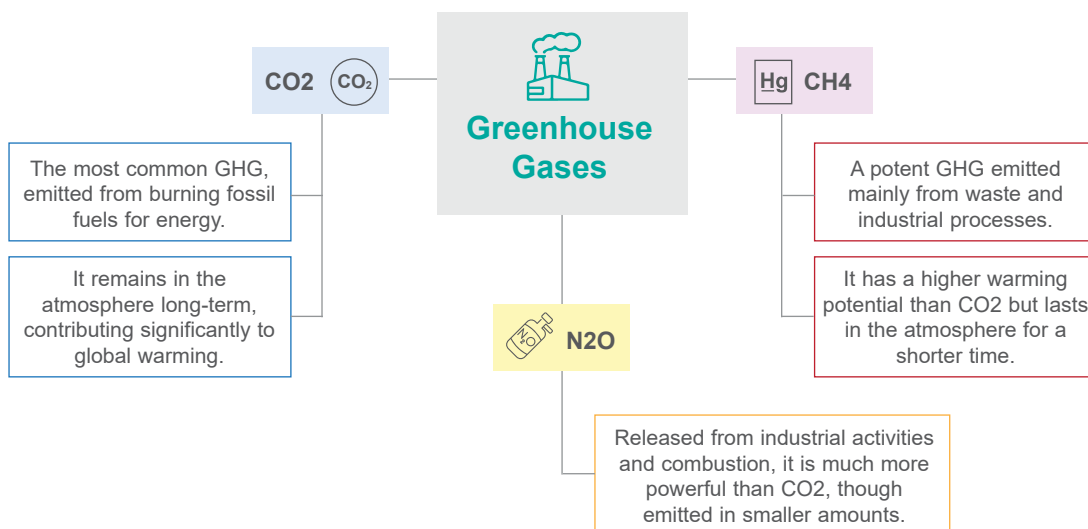 Greenhouse
Gases
CO2
CO₂
The most common GHG,
emitted from burning fossil
fuels for energy.
It remains in the
atmosphere long-term,
contributing significantly to
global warming.
Hg
CH4
A potent GHG emitted
mainly from waste and
industrial processes.
It has a higher warming
potential than CO2 but lasts
in the atmosphere for a
shorter time.
N₂O
N2O
Released from industrial activities
and combustion, it is much more
powerful than CO2, though
emitted in smaller amounts.